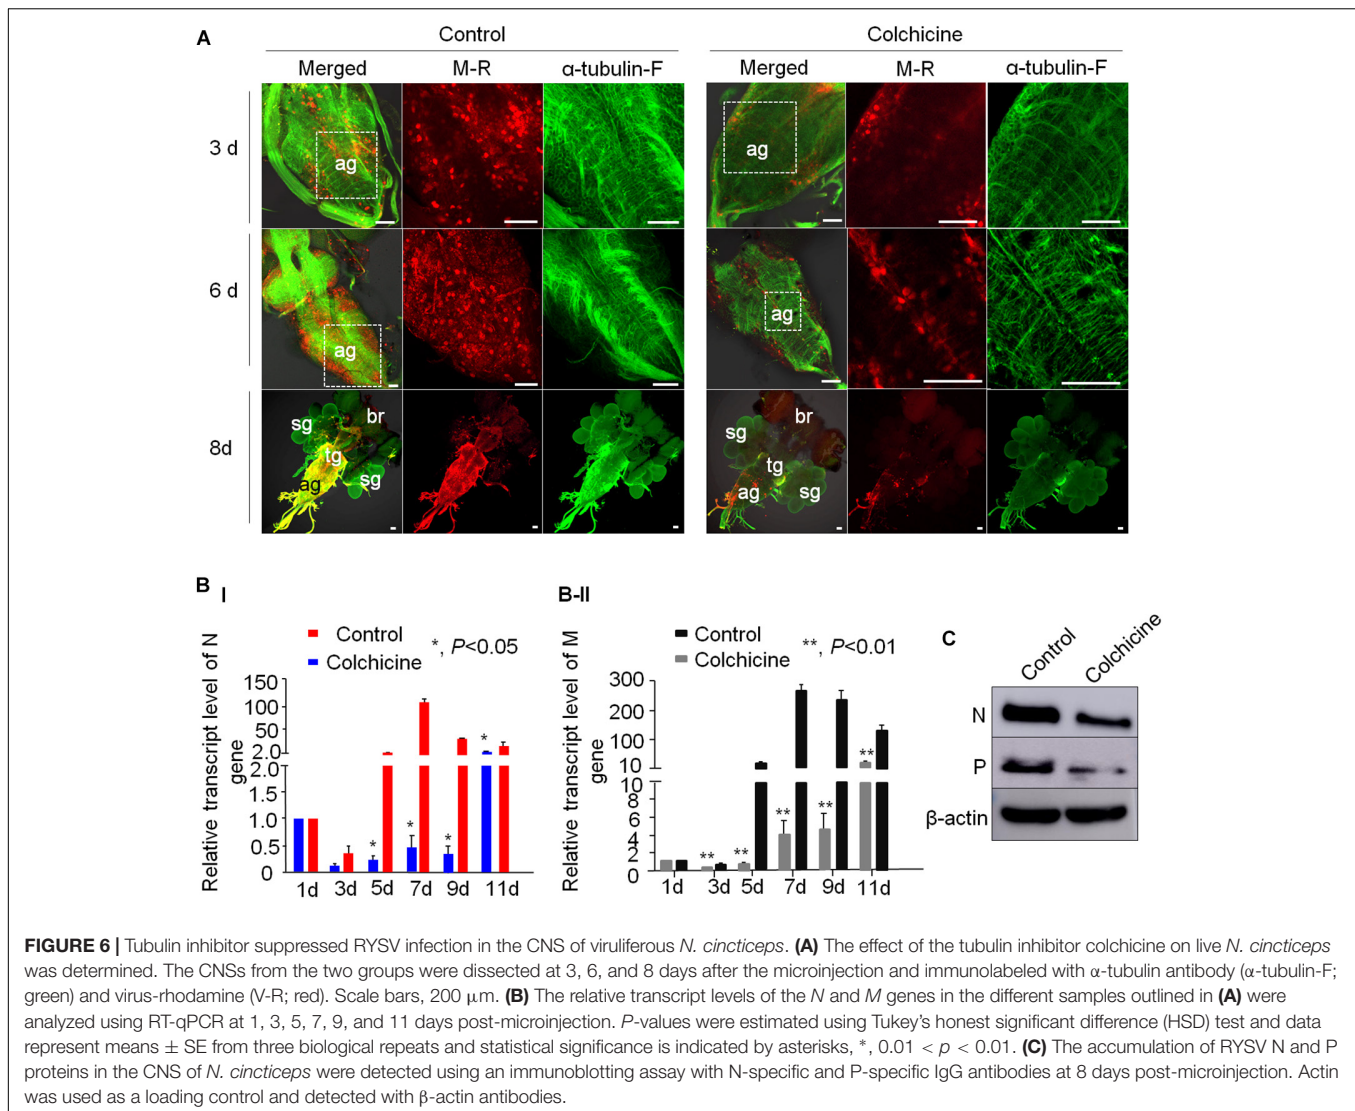 A
Control
Colchicine
Merged
M-R
α-tubulin-F
Merged
M-R
α-tubulin-F
3 d
ag
ag
6 d
ag
ag
8d
sg
br
tg
sg
ag
sg
br
tg
ag
sg
B I
Relative transcript level of N
gene
Control
Colchicine
*, P<0.05
150
100
50
2.0
2.0
1.5
1.0
0.5
0
*
*
*
*
1d 3d 5d 7d 9d 11d
B-II
Relative transcript level of M
gene
Control
Colchicine
**, P<0.01
300
200
100
10
10
8
6
4
2
1
0
**
**
**
**
**
1d 3d 5d 7d 9d 11d
C
Control
Colchicine
N
P
β-actin
FIGURE 6 | Tubulin inhibitor suppressed RYSV infection in the CNS of viruliferous N. cincticeps. (A) The effect of the tubulin inhibitor colchicine on live N. cincticeps
was determined. The CNSs from the two groups were dissected at 3, 6, and 8 days after the microinjection and immunolabeled with α-tubulin antibody (α-tubulin-F;
green) and virus-rhodamine (V-R; red). Scale bars, 200 μm. (B) The relative transcript levels of the N and M genes in the different samples outlined in (A) were
analyzed using RT-qPCR at 1, 3, 5, 7, 9, and 11 days post-microinjection. P-values were estimated using Tukey's honest significant difference (HSD) test and data
represent means ± SE from three biological repeats and statistical significance is indicated by asterisks, *, 0.01 < p < 0.01. (C) The accumulation of RYSV N and P
proteins in the CNS of N. cincticeps were detected using an immunoblotting assay with N-specific and P-specific IgG antibodies at 8 days post-microinjection. Actin
was used as a loading control and detected with β-actin antibodies.